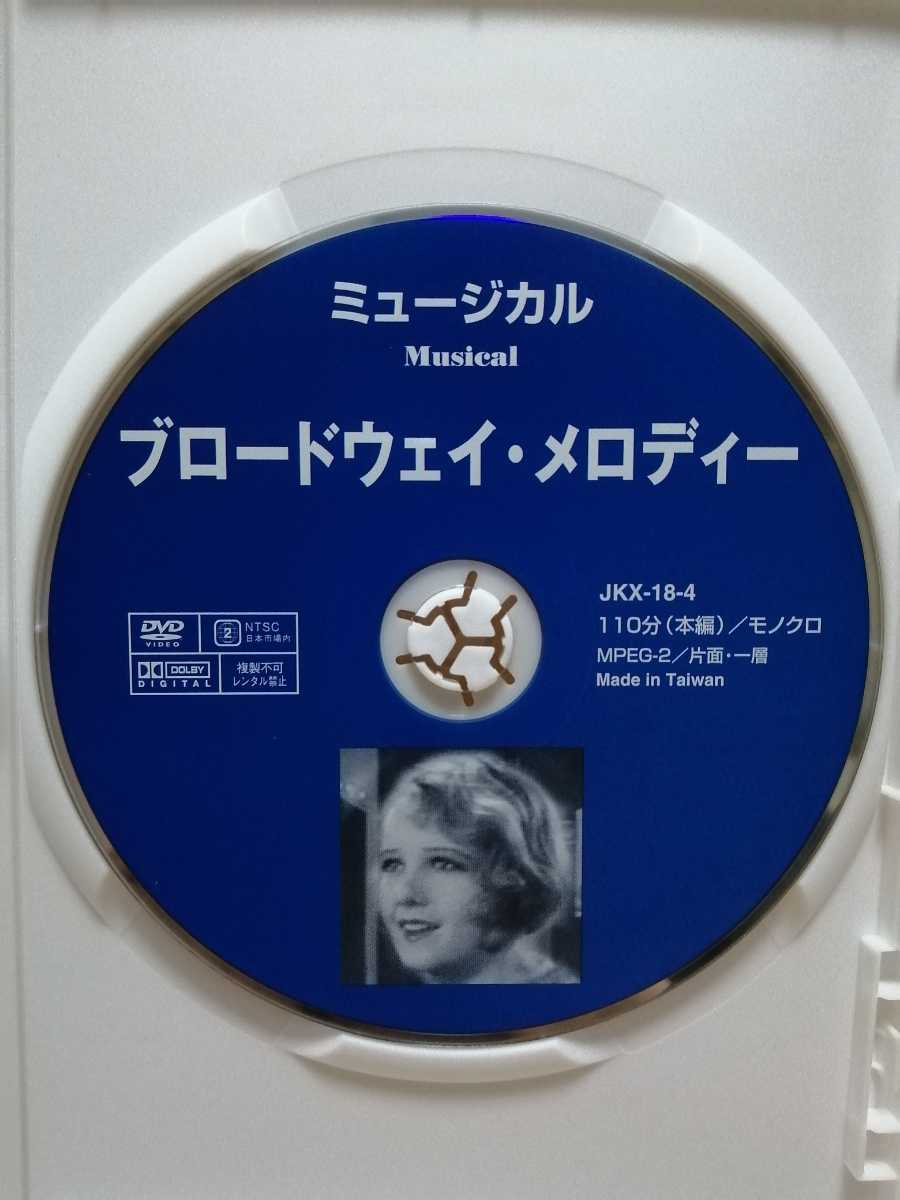 ミュージカル
Musical
ブロードウェイ・メロディー
DVD
VIDEO
2
NTSC
日本市場内
DOLBY
DIGITAL
複製不可
レンタル禁止
JKX-18-4
110分(本編)/モノクロ
MPEG-2/片面・一層
Made in Taiwan